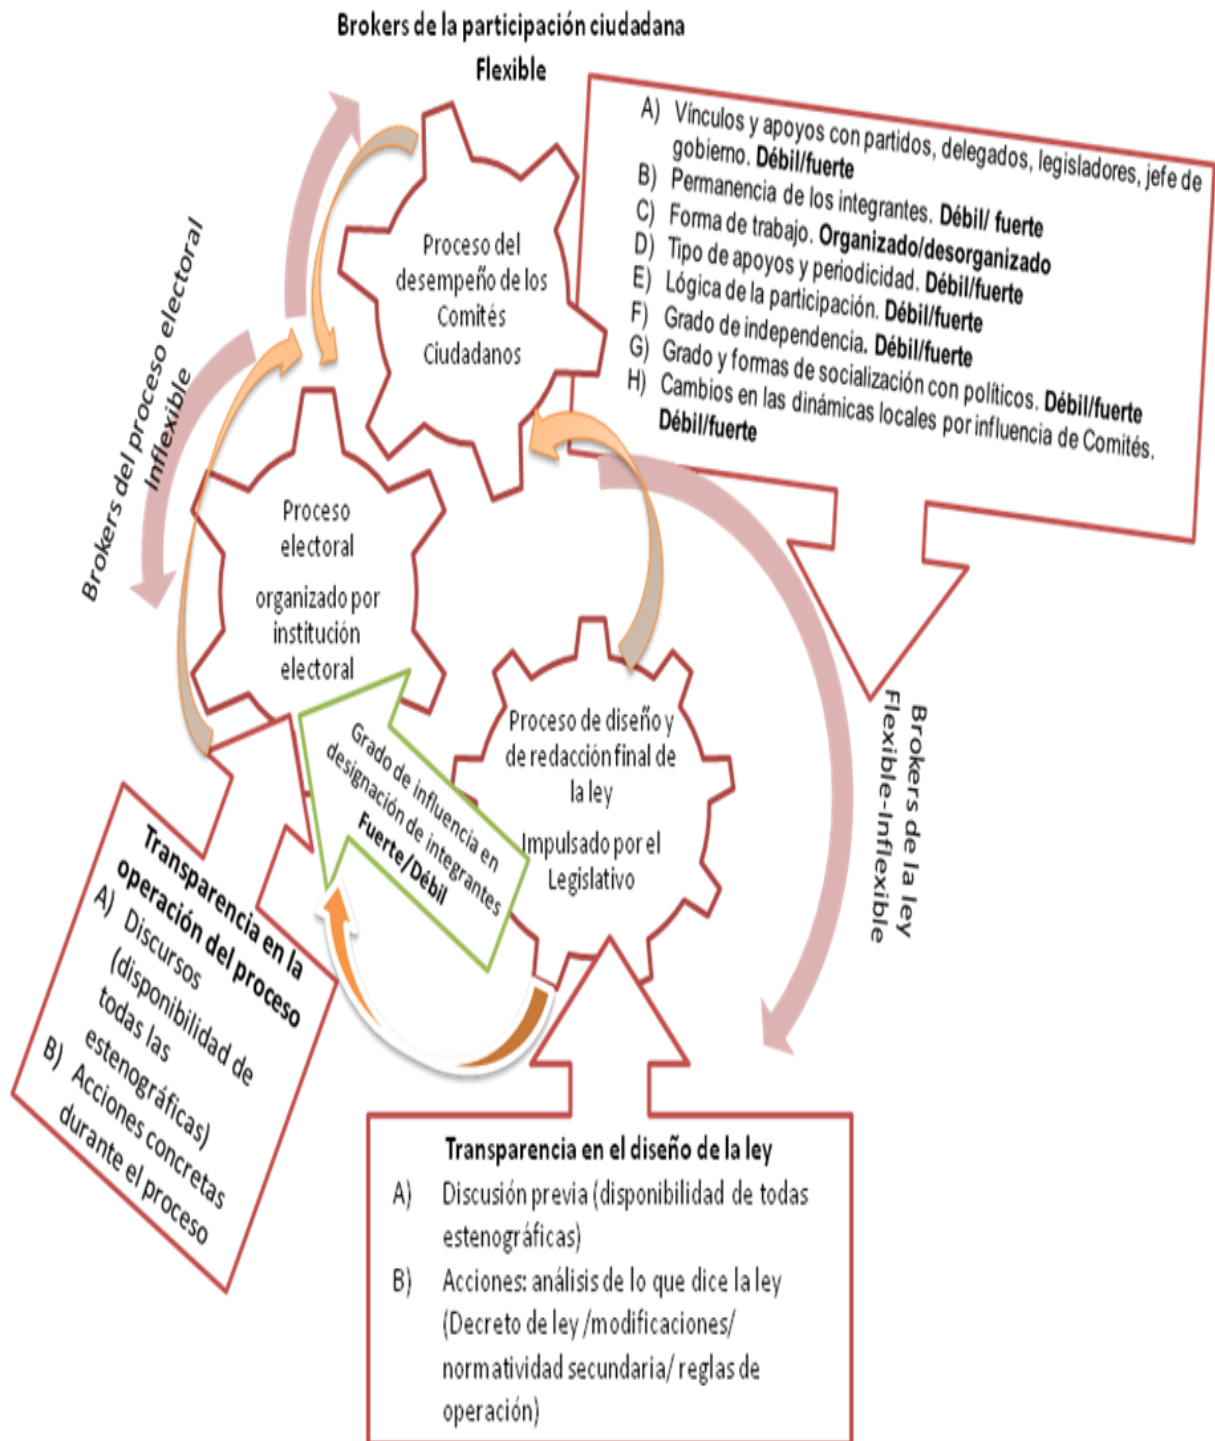 Brokers de la participación ciudadana
Flexible
A) Vínculos y apoyos con partidos, delegados, legisladores, jefe de
gobierno. Débil/fuerte
B) Permanencia de los integrantes. Débil/ fuerte
C) Forma de trabajo. Organizado/desorganizado
D) Tipo de apoyos y periodicidad. Débil/fuerte
E) Lógica de la participación. Débil/fuerte
F) Grado de independencia. Débil/fuerte
G) Grado y formas de socialización con políticos. Débil/fuerte
H) Cambios en las dinámicas locales por influencia de Comités.
Débil/fuerte
Proceso del
desempeño de los
Comités
Ciudadanos
Brokers del proceso electoral
Inflexible
Proceso
electoral
organizado por
institución
electoral
Grado de influencia en
designación de integrantes
Fuerte/Débil
Proceso de diseño y
de redacción final de
la ley
Impulsado por el
Legislativo
Brokers de la ley
Flexible-Inflexible
Transparencia en la
operación del proceso
A) Discursos
(disponibilidad de
todas las
estenográficas)
B) Acciones concretas
durante el proceso
Transparencia en el diseño de la ley
A) Discusión previa (disponibilidad de todas
estenográficas)
B) Acciones: análisis de lo que dice la ley
(Decreto de ley /modificaciones/
normatividad secundaria/ reglas de
operación)